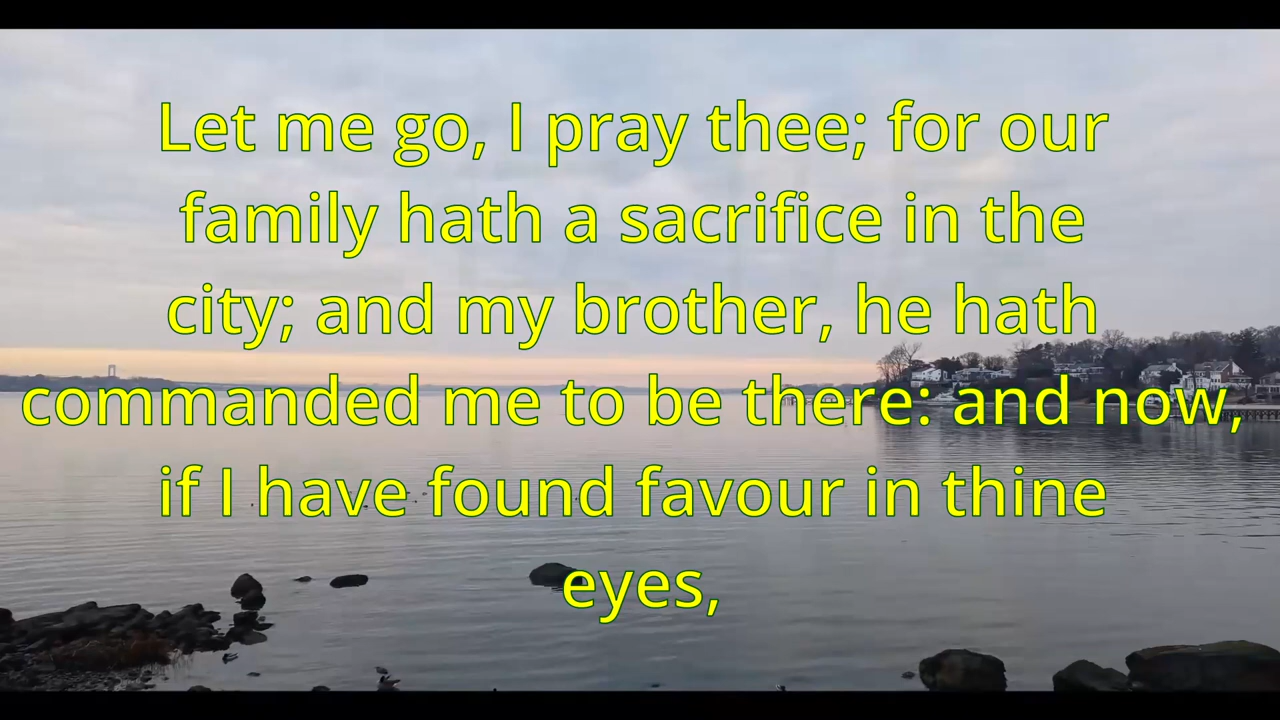 Let me go, I pray thee; for our
family hath a sacrifice in the
city; and my brother, he hath
commanded me to be there: and now,
if I have found favour in thine
eyes,